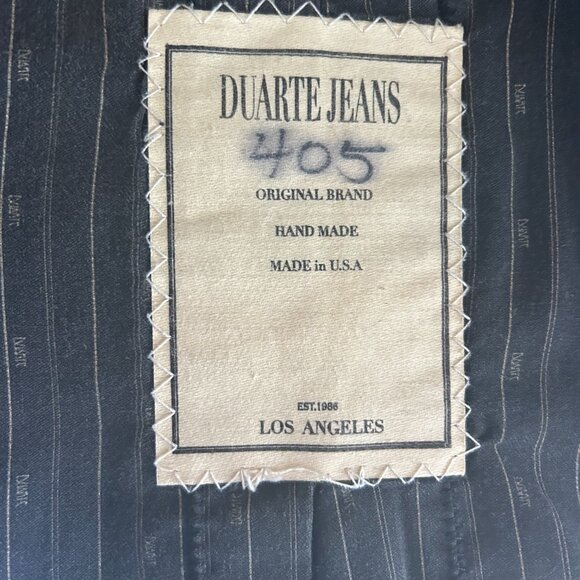 DUARTE JEANS
405
ORIGINAL BRAND
HAND MADE
MADE in U.S.A
EST.1986
LOS ANGELES